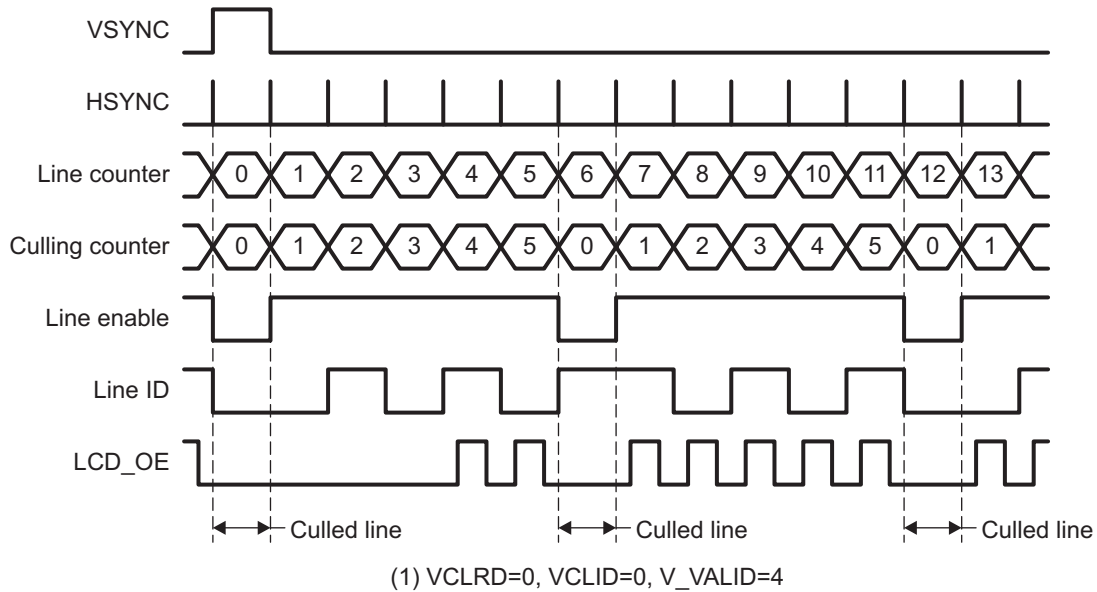 VSYNC
HSYNC
Line counter 0 1 2 3 4 5 6 7 8 9 10 11 12 13
Culling counter 0 1 2 3 4 5 0 1 2 3 4 5 0 1
Line enable
Line ID
LCD_OE
Culled line Culled line Culled line
(1) VCLRD=0, VCLID=0, V_VALID=4